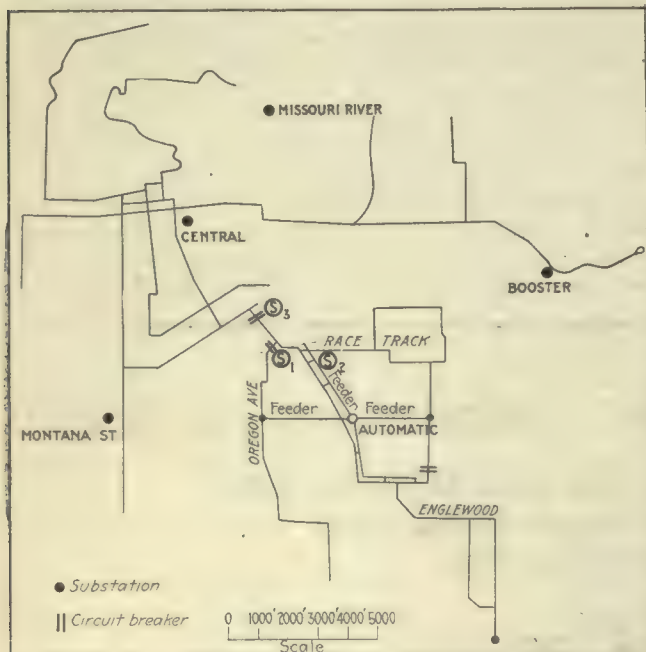 MISSOURI RIVER
CENTRAL
BOOSTER
S3
RACE TRACK
S1
S2
Feeder
Feeder
Feeder
AUTOMATIC
OREGON AVE
MONTANA ST
ENGLEWOOD
Substation
Circuit breaker
0 1000' 2000' 3000' 4000' 5000
Scale